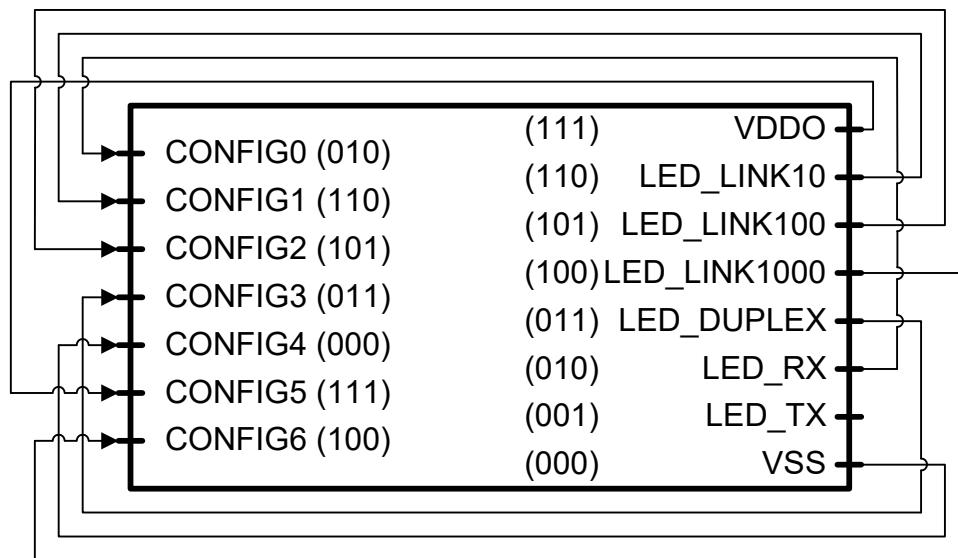 CONFIG0 (010)
CONFIG1 (110)
CONFIG2 (101)
CONFIG3 (011)
CONFIG4 (000)
CONFIG5 (111)
CONFIG6 (100)
(111) VDDO
(110) LED_LINK10
(101) LED_LINK100
(100) LED_LINK1000
(011) LED_DUPLEX
(010) LED_RX
(001) LED_TX
(000) VSS